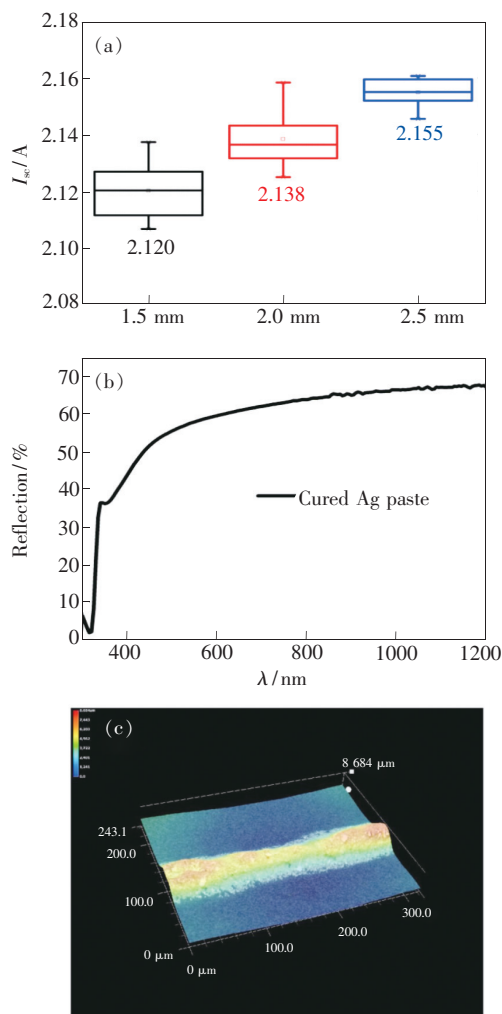 2.18
(a)
2.16
2.14
2.12
2.10
2.08
I_sc/A
2.120
2.138
2.155
1.5 mm
2.0 mm
2.5 mm
(b)
70
60
50
40
30
20
10
0
Reflection/%
Cured Ag paste
400
600
800
1000
1200
λ/nm
(c)
8 684 μm
243.1
200.0
100.0
0 μm
0 μm
100.0
200.0
300.0